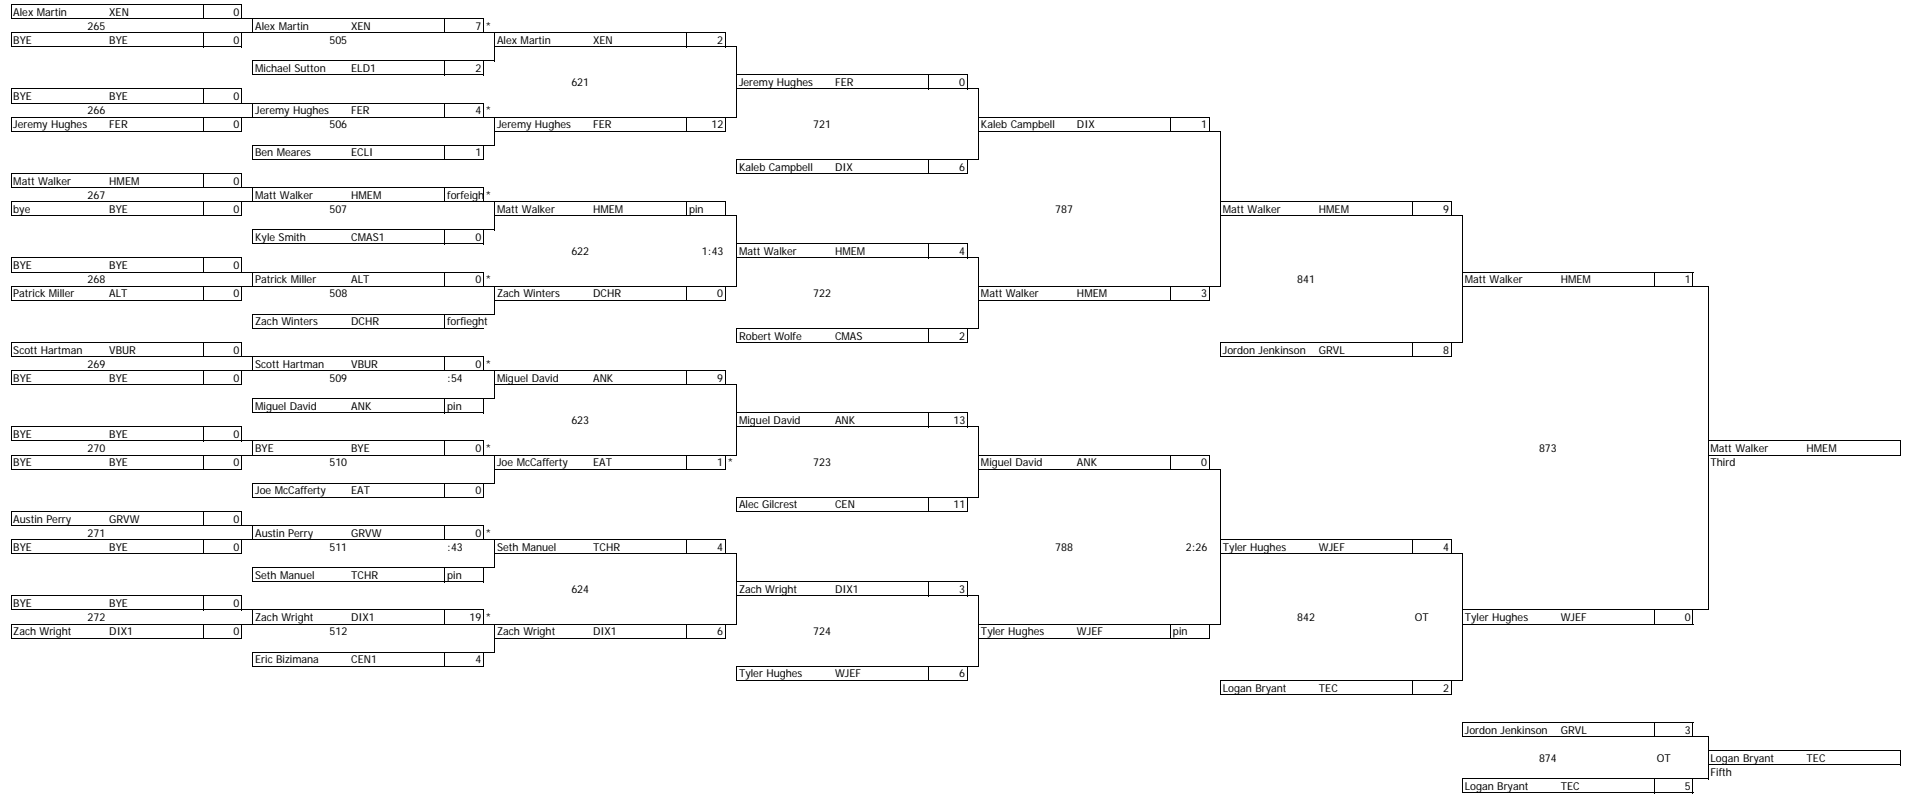 Alex Martin XEN 0
265
BYE BYE 0
BYE BYE 0
266
Jeremy Hughes FER 0
Matt Walker HMEM 0
267
bye BYE 0
BYE BYE 0
268
Patrick Miller ALT 0
Scott Hartman VBUR 0
269
BYE BYE 0
BYE BYE 0
270
BYE BYE 0
Austin Perry GRVW 0
271
BYE BYE 0
BYE BYE 0
272
Zach Wright DIX1 0
Alex Martin XEN 7 *
505
Michael Sutton ELD1 2
Jeremy Hughes FER 4 *
506
Ben Meares ECLI 1
Matt Walker HMEM forfeigh *
507
Kyle Smith CMAS1 0
Patrick Miller ALT 0 *
508
Zach Winters DCHR forfieght
Scott Hartman VBUR 0 *
509 :54
Miguel David ANK pin
BYE BYE 0 *
510
Joe McCafferty EAT 0
Austin Perry GRVW 0 *
511 :43
Seth Manuel TCHR pin
Zach Wright DIX1 19 *
512
Eric Bizimana CEN1 4
Alex Martin XEN 2
621
Jeremy Hughes FER 12
Matt Walker HMEM pin
622 1:43
Zach Winters DCHR 0
Miguel David ANK 9
623
Joe McCafferty EAT 1 *
Seth Manuel TCHR 4
624
Zach Wright DIX1 6
Jeremy Hughes FER 0
721
Kaleb Campbell DIX 6
Matt Walker HMEM 4
722
Robert Wolfe CMAS 2
Miguel David ANK 13
723
Alec Gilcrest CEN 11
Zach Wright DIX1 3
724
Tyler Hughes WJEF 6
Kaleb Campbell DIX 1
787
Matt Walker HMEM 3
Miguel David ANK 0
788 2:26
Tyler Hughes WJEF pin
Matt Walker HMEM 9
841
Jordon Jenkinson GRVL 8
Tyler Hughes WJEF 4
842 OT
Logan Bryant TEC 2
Matt Walker HMEM 1
873
Tyler Hughes WJEF 0
Matt Walker HMEM
Third
Jordon Jenkinson GRVL 3
874 OT
Logan Bryant TEC 5
Logan Bryant TEC
Fifth